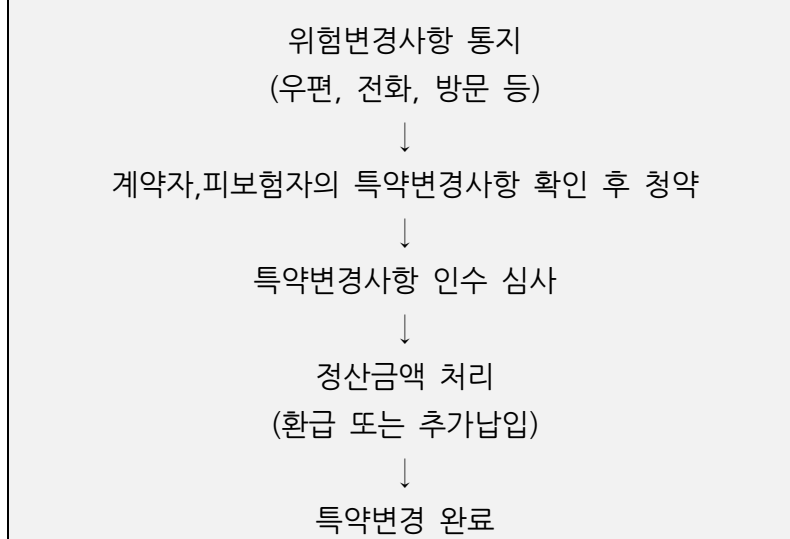 위험변경사항 통지
(우편, 전화, 방문 등)
↓
계약자,피보험자의 특약변경사항 확인 후 청약
↓
특약변경사항 인수 심사
↓
정산금액 처리
(환급 또는 추가납입)
↓
특약변경 완료